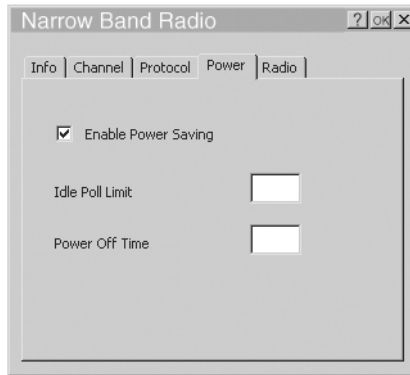 Narrow Band Radio ? OK X
Info Channel Protocol Power Radio
Enable Power Saving
Idle Poll Limit
Power Off Time